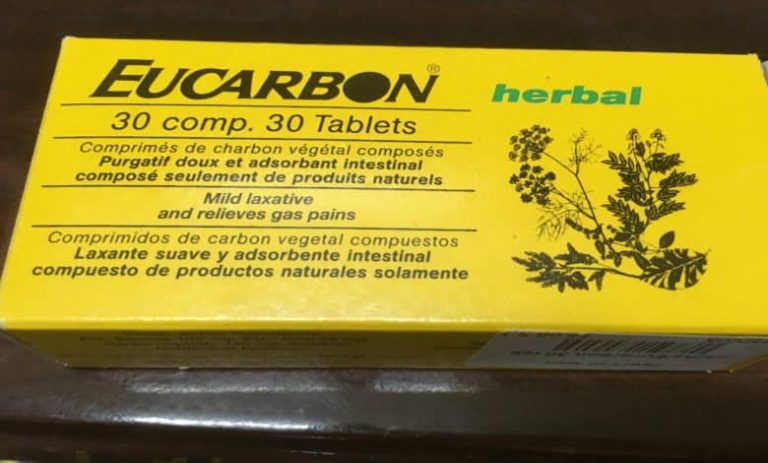 EUCARBON®
herbal
30 comp. 30 Tablets
Comprimés de charbon végétal composés
Purgatif doux et adsorbant intestinal
composé seulement de produits naturels
Mild laxative
and relieves gas pains
Comprimidos de carbon vegetal compuestos
Laxante suave y adsorbente intestinal
compuesto de productos naturales solamente